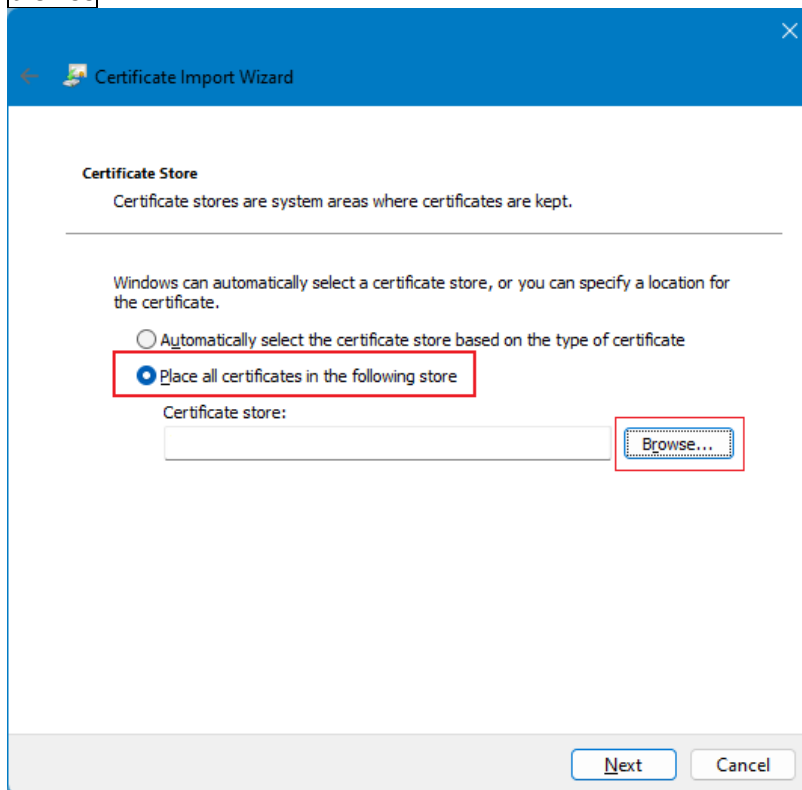 Certificate Import Wizard
Certificate Store
Certificate stores are system areas where certificates are kept.
Windows can automatically select a certificate store, or you can specify a location for
the certificate.
Automatically select the certificate store based on the type of certificate
Place all certificates in the following store
Certificate store:
Browse...
Next
Cancel